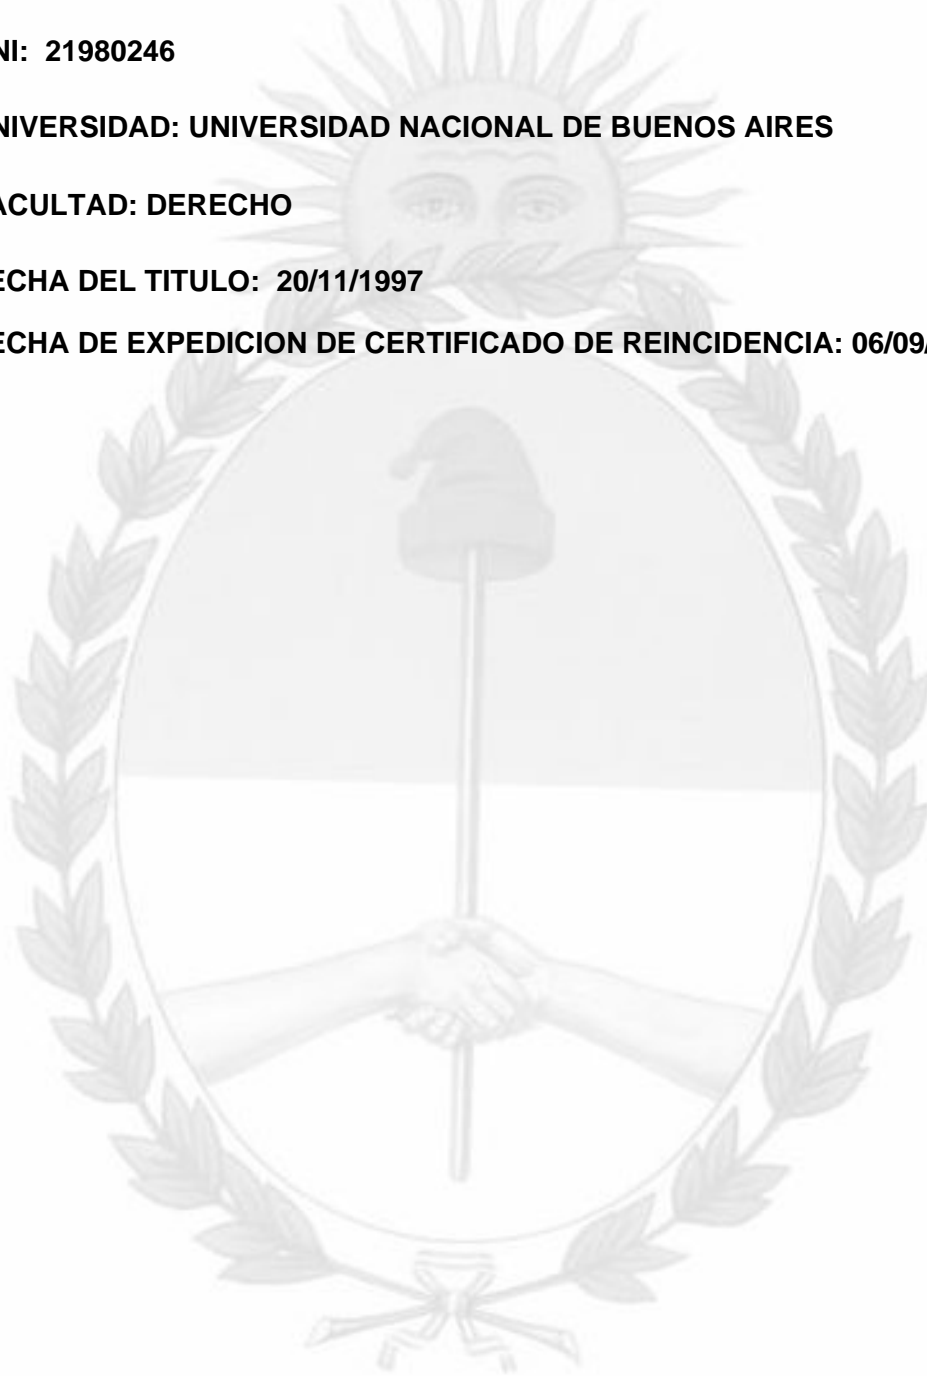 NI: 21980246
NIVERSIDAD: UNIVERSIDAD NACIONAL DE BUENOS AIRES
ACULTAD: DERECHO
ECHA DEL TITULO: 20/11/1997
ECHA DE EXPEDICION DE CERTIFICADO DE REINCIDENCIA: 06/09/